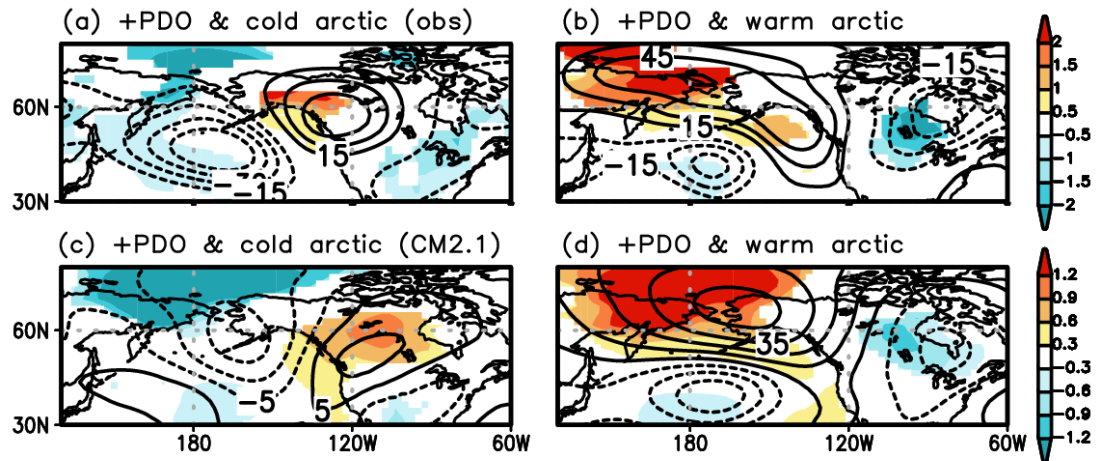 (a) +PDO & cold arctic (obs)
(b) +PDO & warm arctic
60N
30N
15
−15
45
15
−15
−15
2
1.5
1
0.5
−0.5
−1
−1.5
−2
(c) +PDO & cold arctic (CM2.1)
(d) +PDO & warm arctic
60N
30N
−5
5
35
1.2
0.9
0.6
0.3
−0.3
−0.6
−0.9
−1.2
180
120W
60W
180
120W
60W